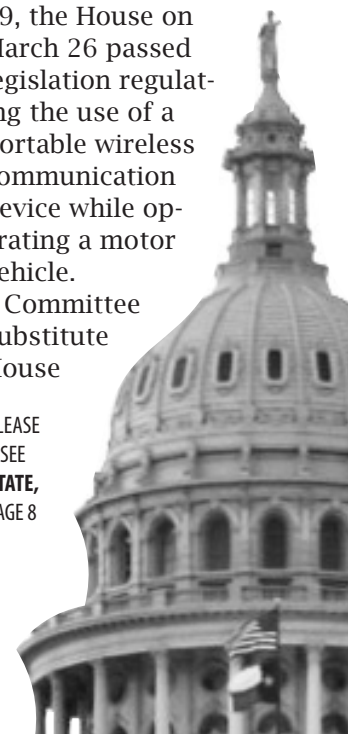 9, the House on
March 26 passed
egislation regulat-
ng the use of a
ortable wireless
ommunication
evice while op-
rating a motor
ehicle.
Committee
ubstitute
House
LEASE
SEE
TATE,
AGE 8